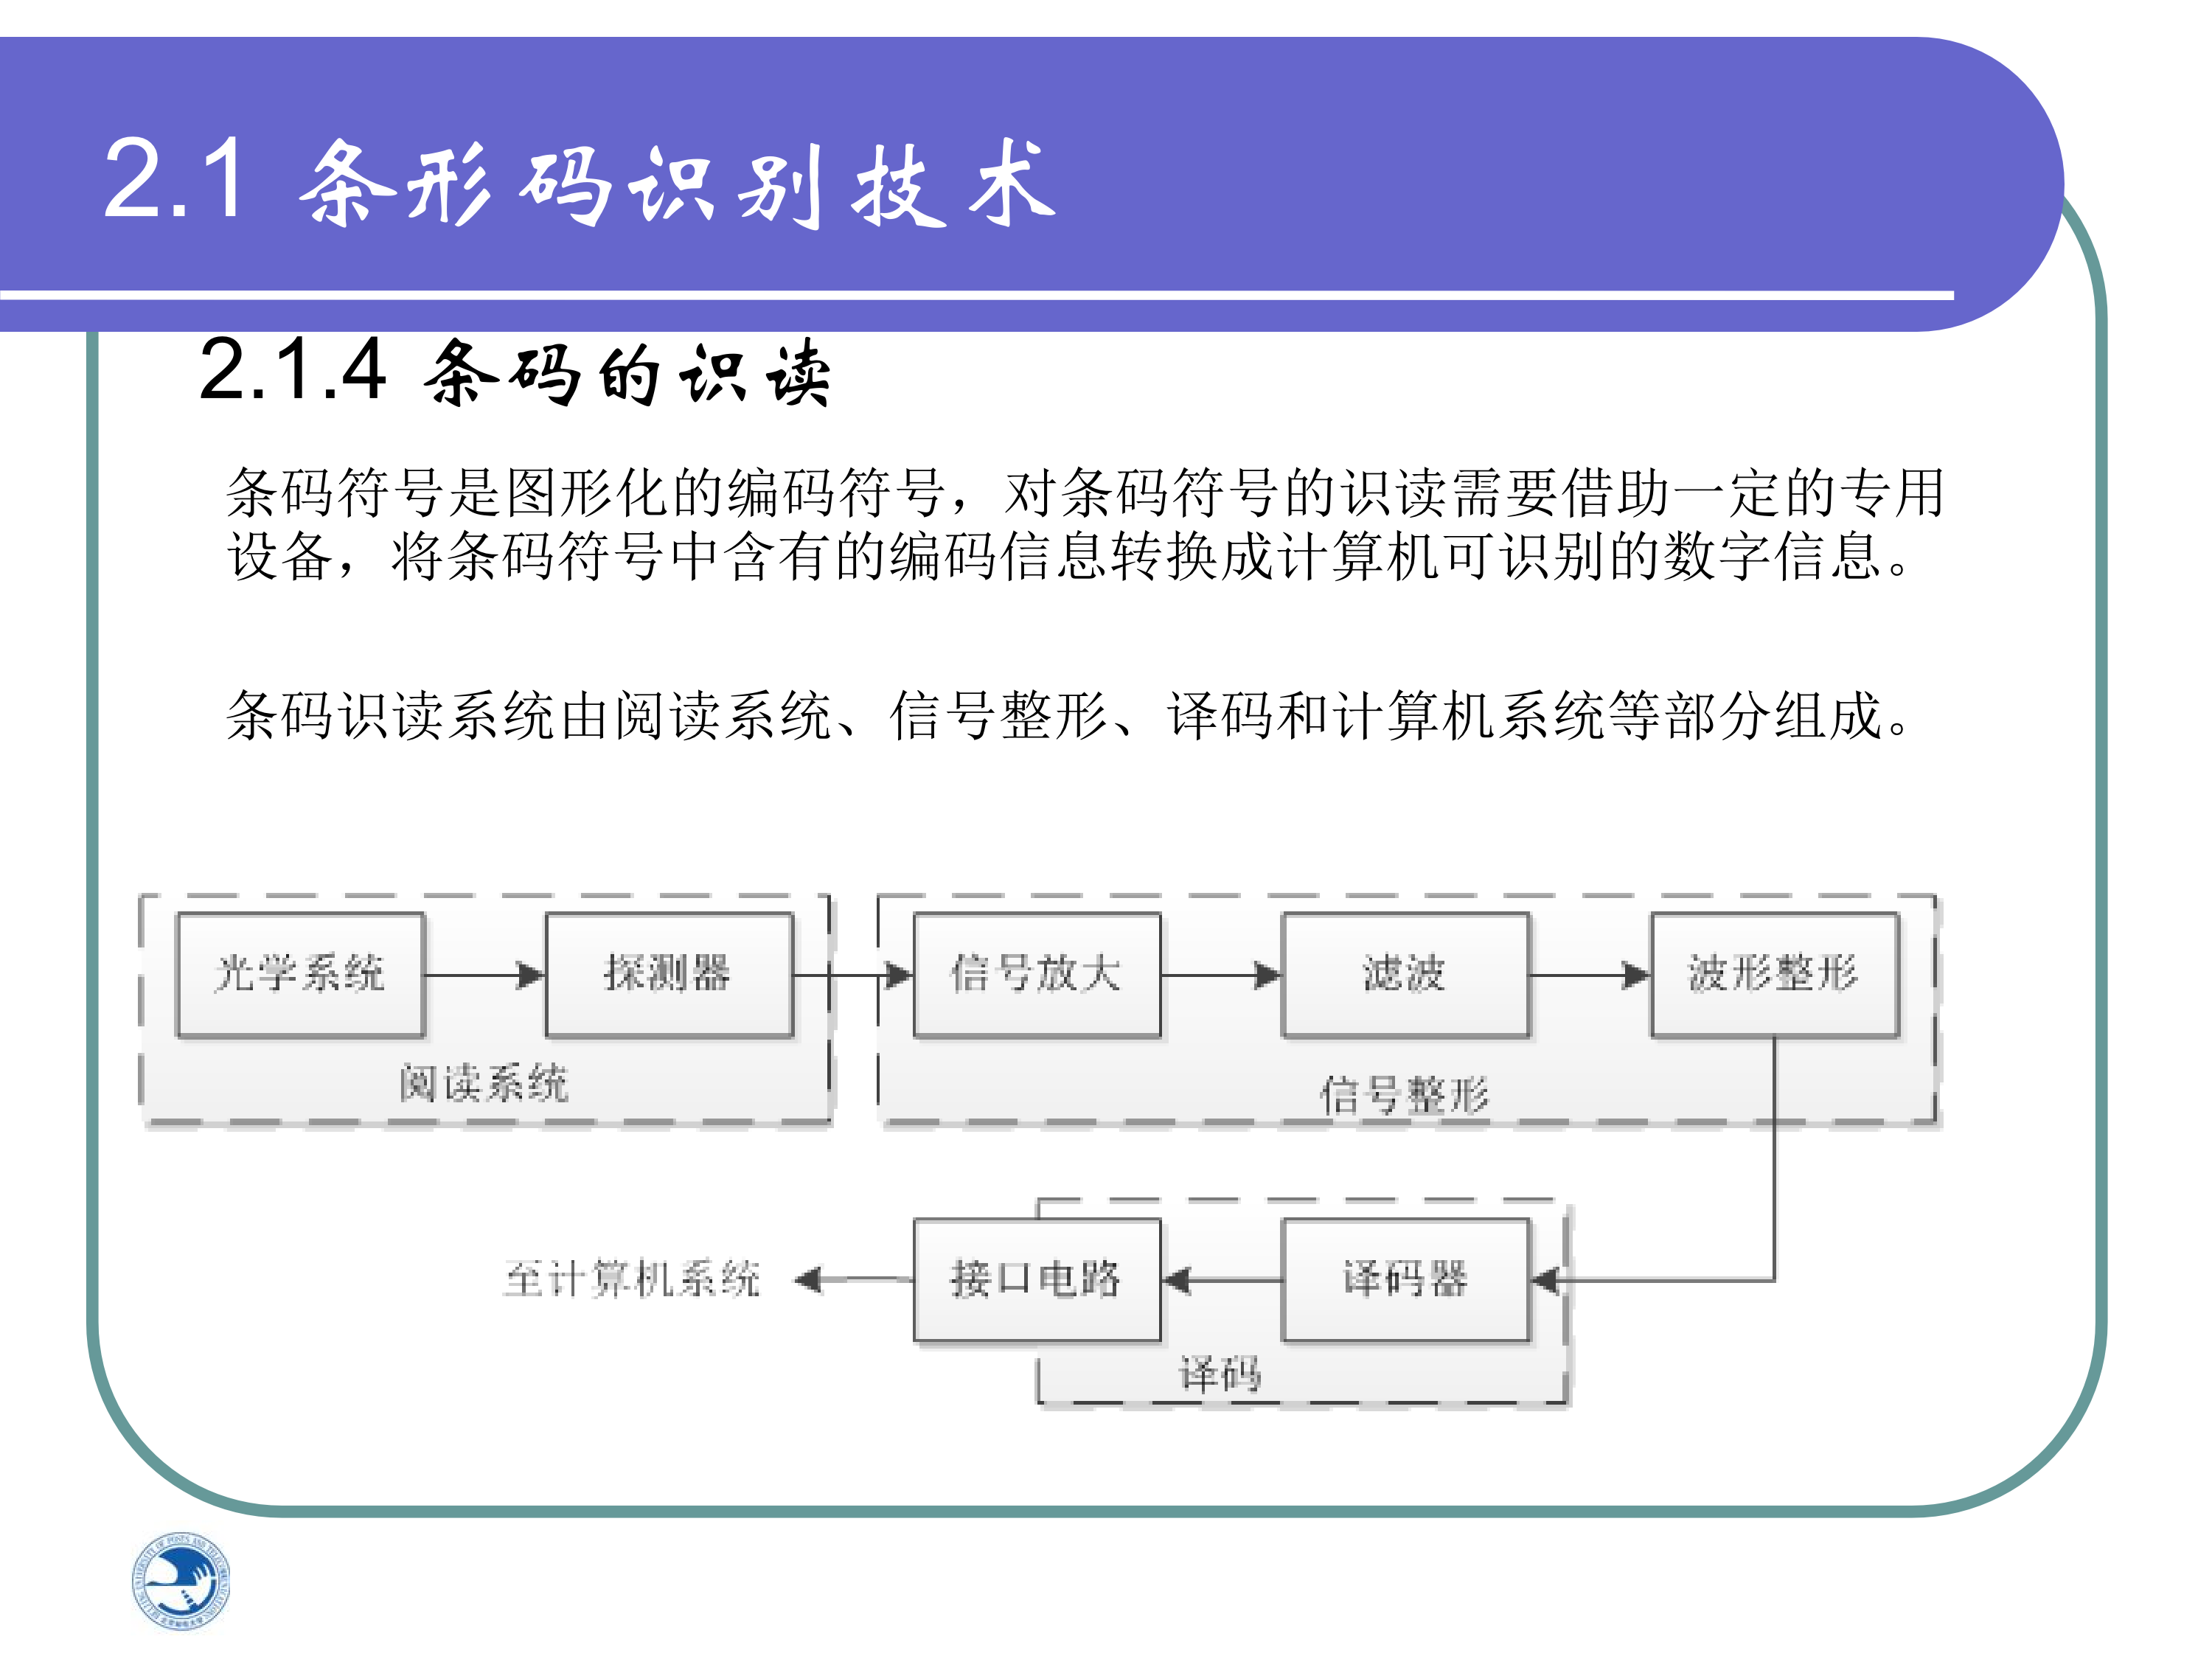 2.1 条形码识别技术
2.1.4 条码的识读
条码符号是图形化的编码符号，对条码符号的识读需要借助一定的专用
设备，将条码符号中含有的编码信息转换成计算机可识别的数字信息。
条码识读系统由阅读系统、信号整形、译码和计算机系统等部分组成。
光学系统
探测器
信号放大
滤波
波形整形
阅读系统
信号整形
至计算机系统
接口电路
译码器
译码